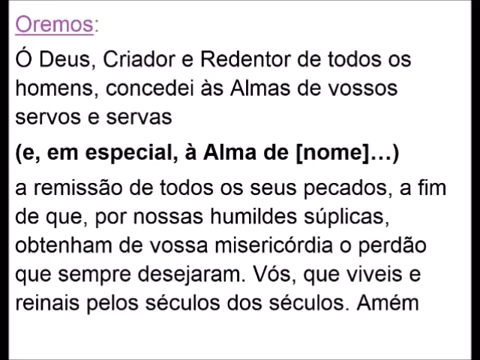 Oremos:
Ó Deus, Criador e Redentor de todos os
homens, concedei às Almas de vossos
servos e servas
(e, em especial, à Alma de [nome]…)
a remissão de todos os seus pecados, a fim
de que, por nossas humildes súplicas,
obtenham de vossa misericórdia o perdão
que sempre desejaram. Vós, que viveis e
reinais pelos séculos dos séculos. Amém